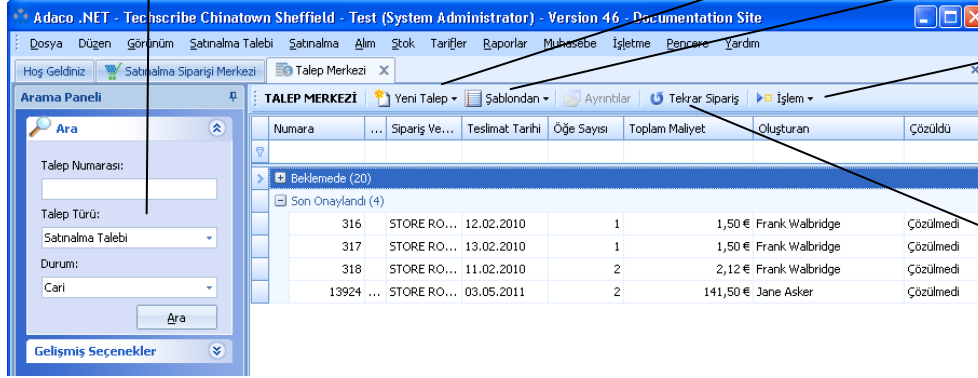 Adaco .NET - Techscribe Chinatown Sheffield - Test (System Administrator) - Version 46 - Documentation Site
Dosya Düzen Görünüm Satınalma Talebi Satınalma Alım Stok Tarifler Raporlar Muhasebe İşletme Pencere Yardım
Hoş Geldiniz Satınalma Siparişi Merkezi Talep Merkezi
Arama Paneli
TALEP MERKEZİ Yeni Talep Şablondan Ayrıntılar Tekrar Sipariş İşlem
Ara
Talep Numarası:
Talep Türü:
Satınalma Talebi
Durum:
Cari
Ara
Gelişmiş Seçenekler
Numara ... Sipariş Ve... Teslimat Tarihi Öğe Sayısı Toplam Maliyet Oluşturan Çözüldü
Beklemede (20)
Son Onaylandı (4)
316 STORE RO... 12.02.2010 1 1,50 € Frank Walbridge Çözülmedi
317 STORE RO... 13.02.2010 1 1,50 € Frank Walbridge Çözülmedi
318 STORE RO... 11.02.2010 2 2,12 € Frank Walbridge Çözülmedi
13924 ... STORE RO... 03.05.2011 2 141,50 € Jane Asker Çözülmedi